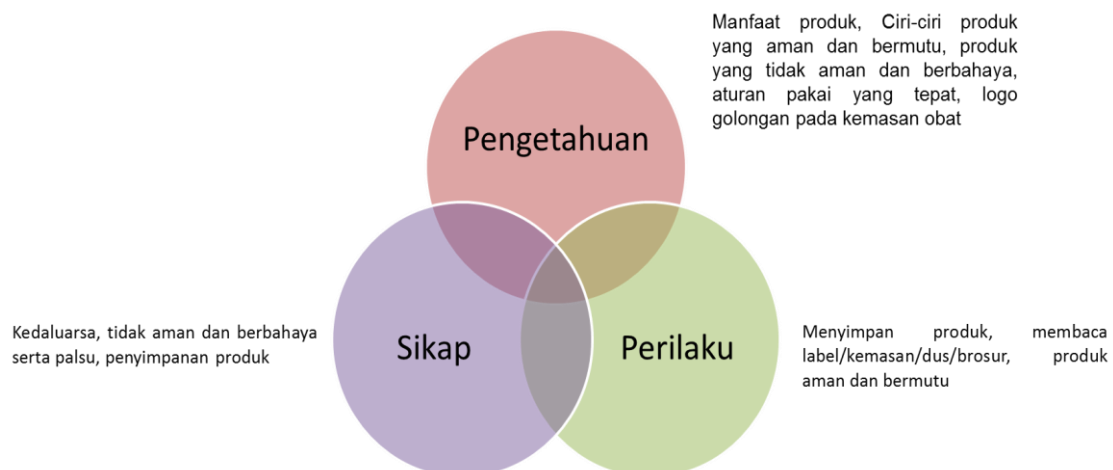 Manfaat produk, Ciri-ciri produk
yang aman dan bermutu, produk
yang tidak aman dan berbahaya,
aturan pakai yang tepat, logo
golongan pada kemasan obat
Pengetahuan
Kedaluarsa, tidak aman dan berbahaya
serta palsu, penyimpanan produk
Sikap
Perilaku
Menyimpan produk, membaca
label/kemasan/dus/brosur, produk
aman dan bermutu